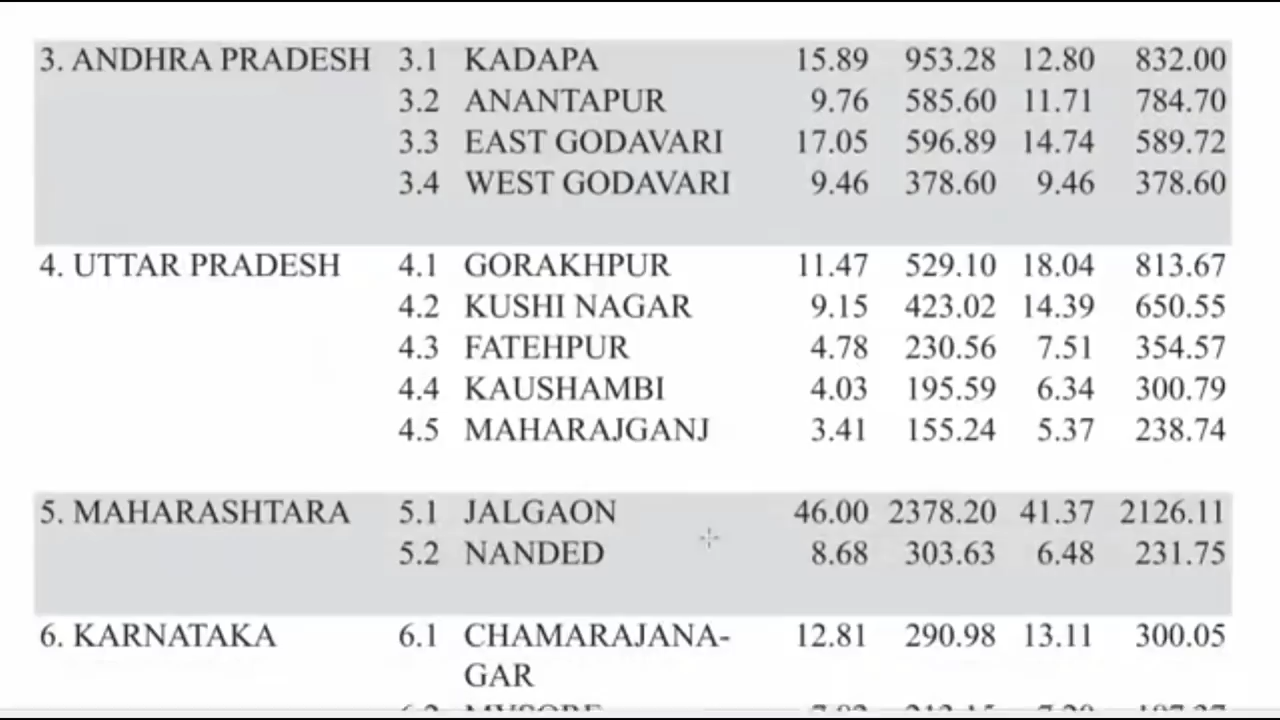 3. ANDHRA PRADESH 3.1 KADAPA 15.89 953.28 12.80 832.00
3.2 ANANTAPUR 9.76 585.60 11.71 784.70
3.3 EAST GODAVARI 17.05 596.89 14.74 589.72
3.4 WEST GODAVARI 9.46 378.60 9.46 378.60
4. UTTAR PRADESH 4.1 GORAKHPUR 11.47 529.10 18.04 813.67
4.2 KUSHI NAGAR 9.15 423.02 14.39 650.55
4.3 FATEHPUR 4.78 230.56 7.51 354.57
4.4 KAUSHAMBI 4.03 195.59 6.34 300.79
4.5 MAHARAJGANJ 3.41 155.24 5.37 238.74
5. MAHARASHTARA 5.1 JALGAON 46.00 2378.20 41.37 2126.11
5.2 NANDED 8.68 303.63 6.48 231.75
6. KARNATAKA 6.1 CHAMARAJANA- 12.81 290.98 13.11 300.05
GAR